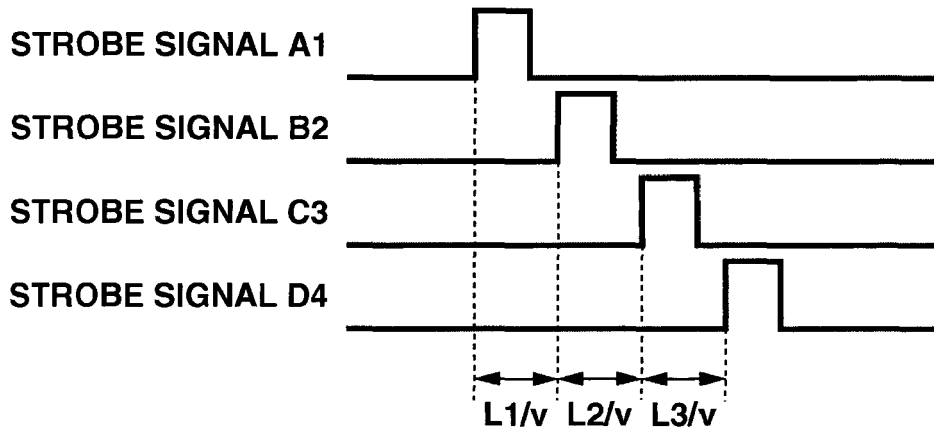 STROBE SIGNAL A1
STROBE SIGNAL B2
STROBE SIGNAL C3
STROBE SIGNAL D4
L1/v L2/v L3/v